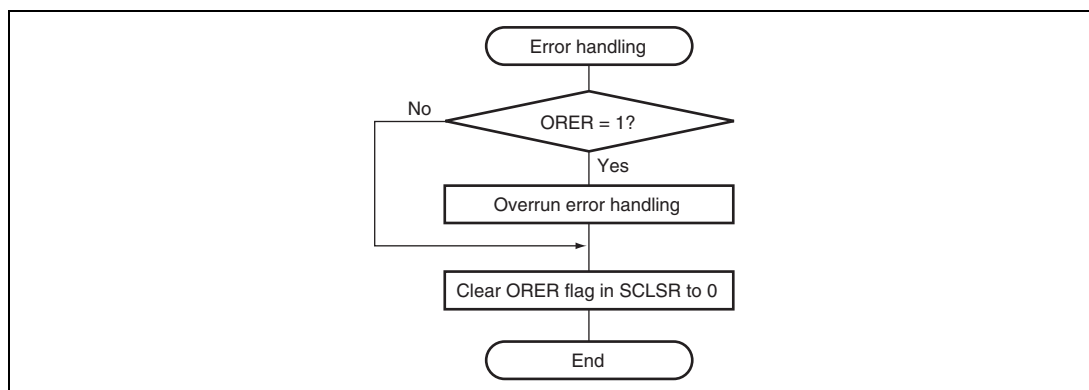 Error handling
No
ORER = 1?
Yes
Overrun error handling
Clear ORER flag in SCLSR to 0
End